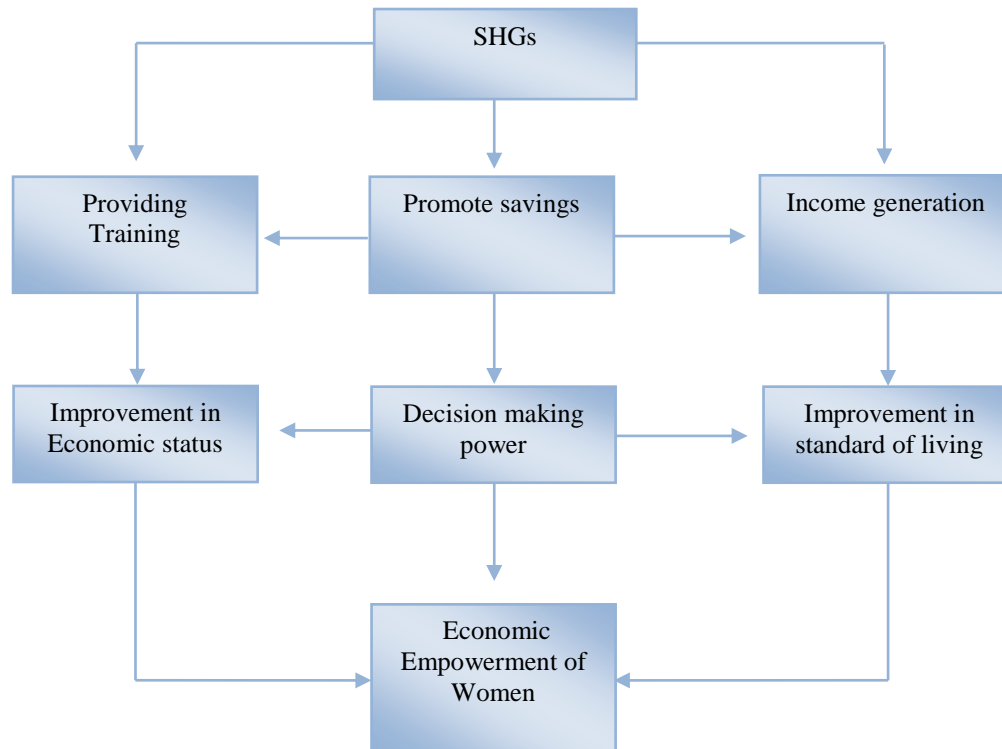 SHGs
Providing
Training
Promote savings
Income generation
Improvement in
Economic status
Decision making
power
Improvement in
standard of living
Economic
Empowerment of
Women